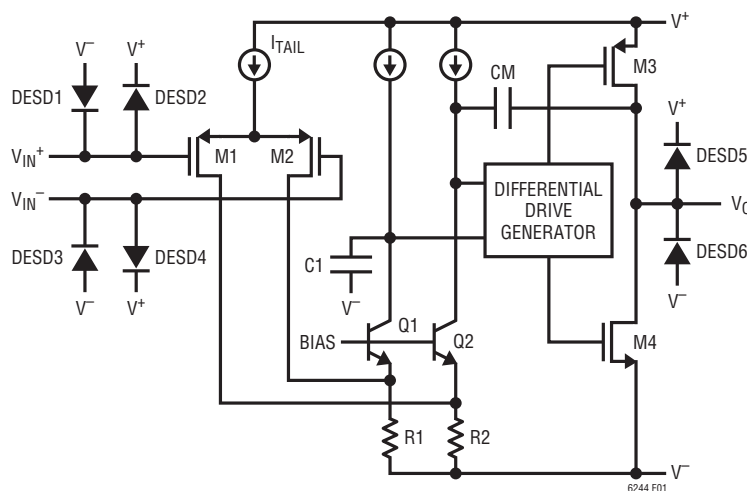 V+
ITAIL
V– V+
CM
M3
DESD1 DESD2
V+
VIN+
M1 M2
DESD5
VIN–
DIFFERENTIAL
DRIVE
GENERATOR
VO
DESD3 DESD4
C1
DESD6
V– V+
V–
V–
Q1
BIAS
Q2
M4
R1 R2
V–
6244 F01